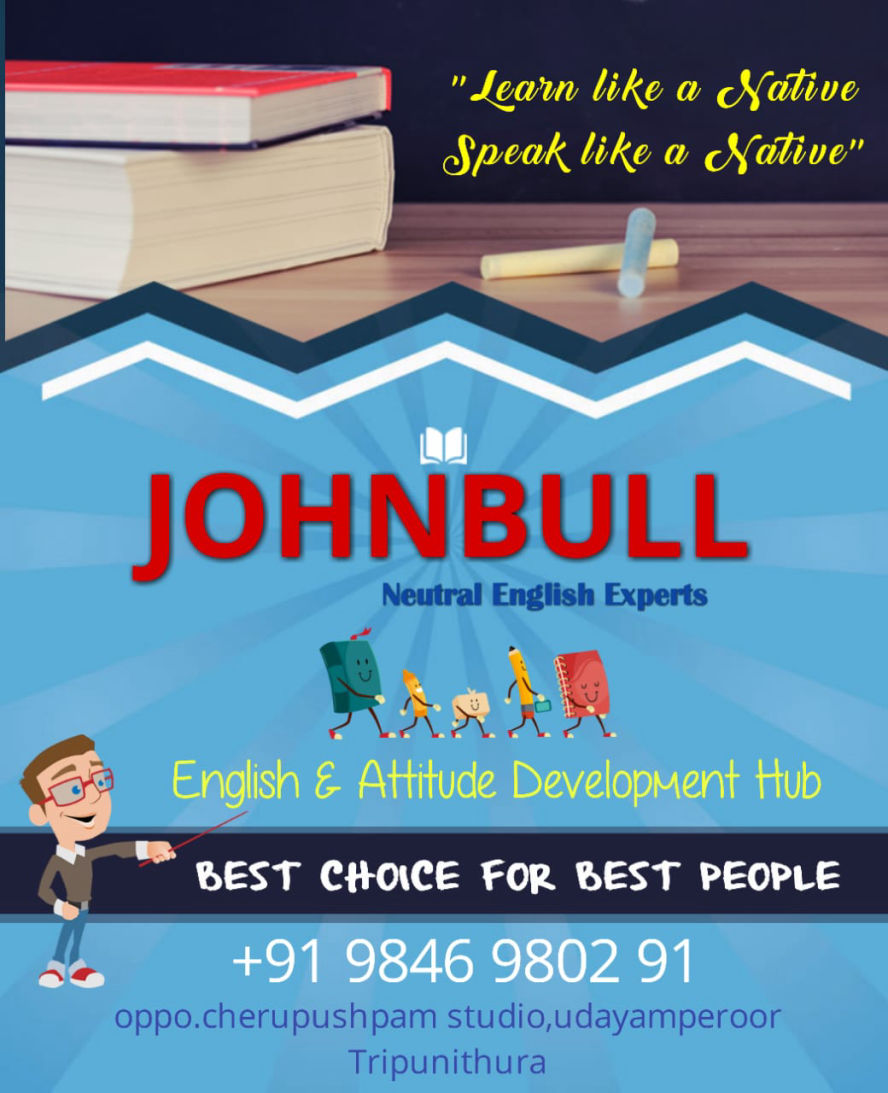 "Learn like a Native
Speak like a Native"
JOHNBULL
Neutral English Experts
English & Attitude Development Hub
BEST CHOICE FOR BEST PEOPLE
+91 9846 9802 91
oppo.cherupushpam studio,udayamperoor
Tripunithura